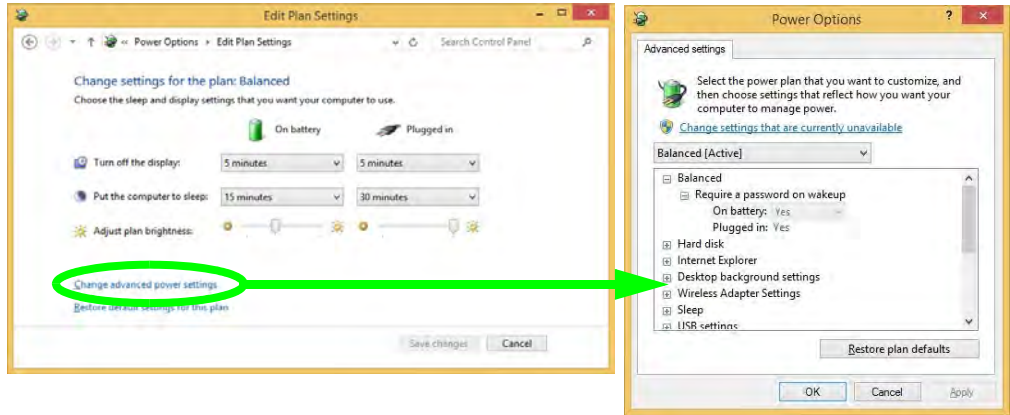 Edit Plan Settings
« Power Options ▸ Edit Plan Settings
Search Control Panel
Change settings for the plan: Balanced
Choose the sleep and display settings that you want your computer to use.
On battery
Plugged in
Turn off the display:
5 minutes
5 minutes
Put the computer to sleep:
15 minutes
30 minutes
Adjust plan brightness:
Change advanced power settings
Restore default settings for this plan
Save changes
Cancel
Power Options
?
Advanced settings
Select the power plan that you want to customize, and
then choose settings that reflect how you want your
computer to manage power.
Change settings that are currently unavailable
Balanced [Active]
Balanced
Require a password on wakeup
On battery: Yes
Plugged in: Yes
Hard disk
Internet Explorer
Desktop background settings
Wireless Adapter Settings
Sleep
USB settings
Restore plan defaults
OK
Cancel
Apply